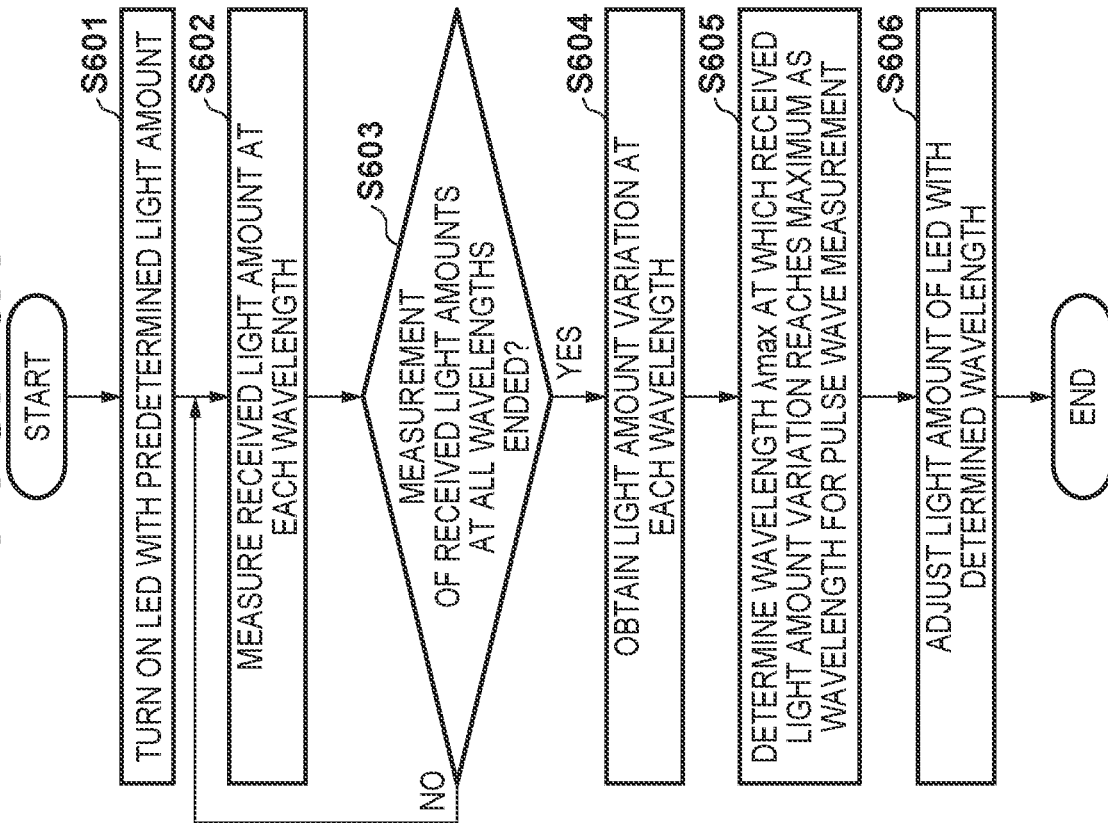 START
S601
TURN ON LED WITH PREDETERMINED LIGHT AMOUNT
S602
MEASURE RECEIVED LIGHT AMOUNT AT
EACH WAVELENGTH
S603
MEASUREMENT
OF RECEIVED LIGHT AMOUNTS
AT ALL WAVELENGTHS
ENDED?
NO
YES
S604
OBTAIN LIGHT AMOUNT VARIATION AT
EACH WAVELENGTH
S605
DETERMINE WAVELENGTH λmax AT WHICH RECEIVED
LIGHT AMOUNT VARIATION REACHES MAXIMUM AS
WAVELENGTH FOR PULSE WAVE MEASUREMENT
S606
ADJUST LIGHT AMOUNT OF LED WITH
DETERMINED WAVELENGTH
END